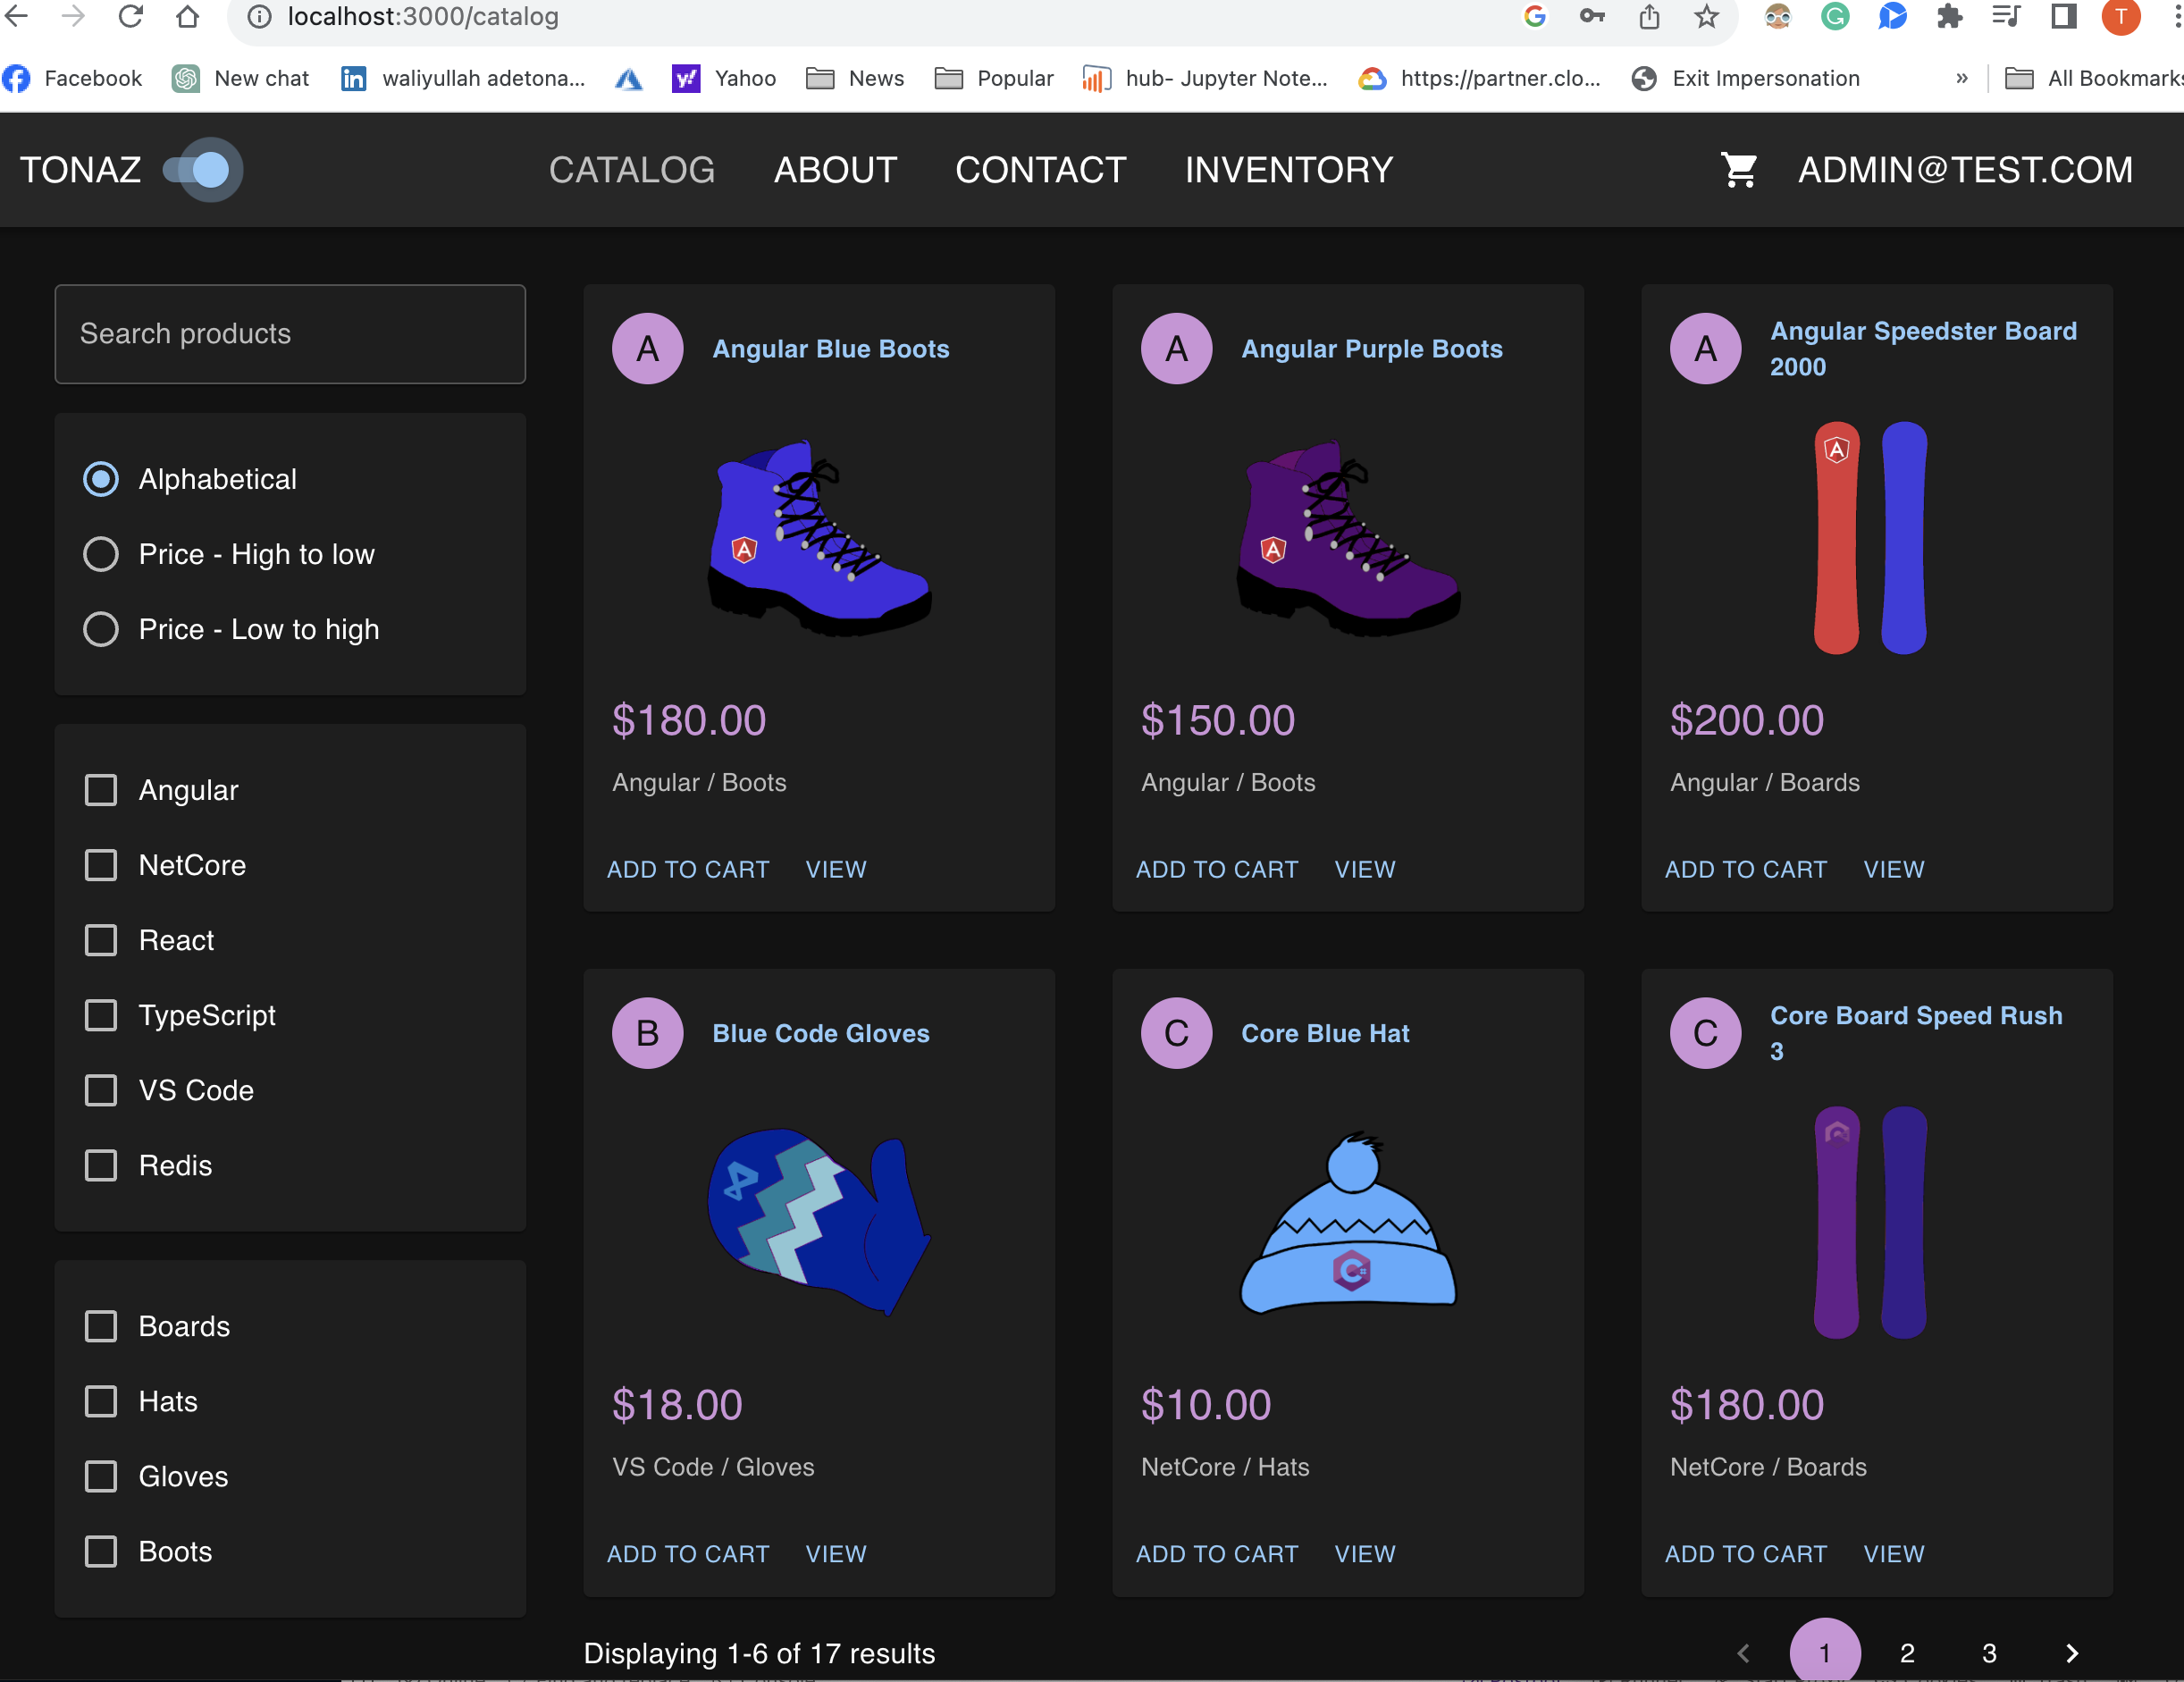 localhost:3000/catalog
T
Facebook
New chat
waliyullah adetona...
Yahoo
News
Popular
hub- Jupyter Note...
https://partner.clo...
Exit Impersonation
»
All Bookmarks
TONAZ
CATALOG
ABOUT
CONTACT
INVENTORY
ADMIN@TEST.COM
Search products
Alphabetical
Price - High to low
Price - Low to high
Angular
NetCore
React
TypeScript
VS Code
Redis
Boards
Hats
Gloves
Boots
A
Angular Blue Boots
A
$180.00
Angular / Boots
ADD TO CART VIEW
A
Angular Purple Boots
A
$150.00
Angular / Boots
ADD TO CART VIEW
A
Angular Speedster Board
2000
A
$200.00
Angular / Boards
ADD TO CART VIEW
B
Blue Code Gloves
$18.00
VS Code / Gloves
ADD TO CART VIEW
C
Core Blue Hat
C#
$10.00
NetCore / Hats
ADD TO CART VIEW
C
Core Board Speed Rush
3
$180.00
NetCore / Boards
ADD TO CART VIEW
Displaying 1-6 of 17 results
1 2 3